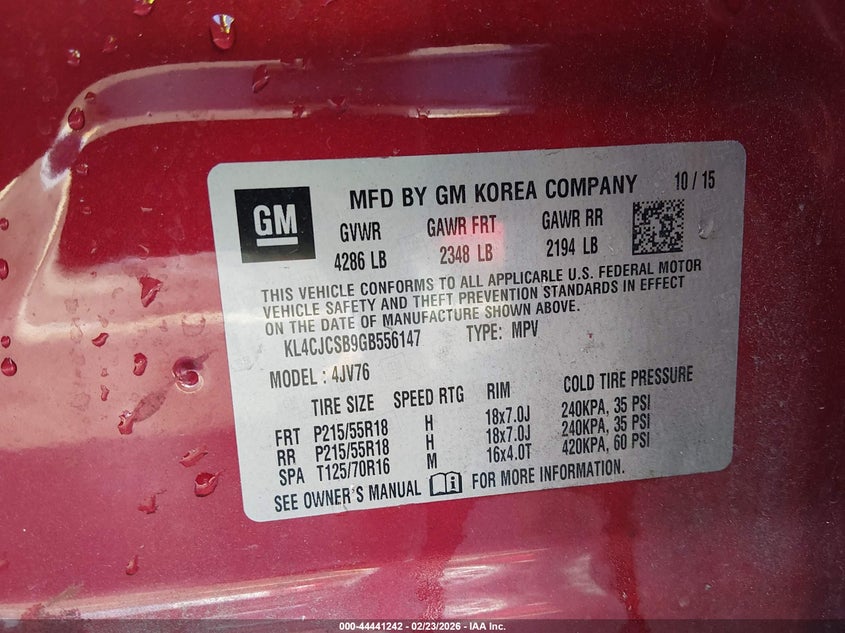 GM
MFD BY GM KOREA COMPANY 10 / 15
GVWR GAWR FRT GAWR RR
4286 LB 2348 LB 2194 LB
THIS VEHICLE CONFORMS TO ALL APPLICABLE U.S. FEDERAL MOTOR
VEHICLE SAFETY AND THEFT PREVENTION STANDARDS IN EFFECT
ON THE DATE OF MANUFACTURE SHOWN ABOVE.
KL4CJCSB9GB556147 TYPE: MPV
MODEL : 4JV76
TIRE SIZE SPEED RTG RIM COLD TIRE PRESSURE
FRT P215/55R18 H 18x7.0J 240KPA, 35 PSI
RR P215/55R18 H 18x7.0J 240KPA, 35 PSI
SPA T125/70R16 M 16x4.0T 420KPA, 60 PSI
SEE OWNER'S MANUAL FOR MORE INFORMATION.
000-44441242 - 02/23/2026 - IAA Inc.